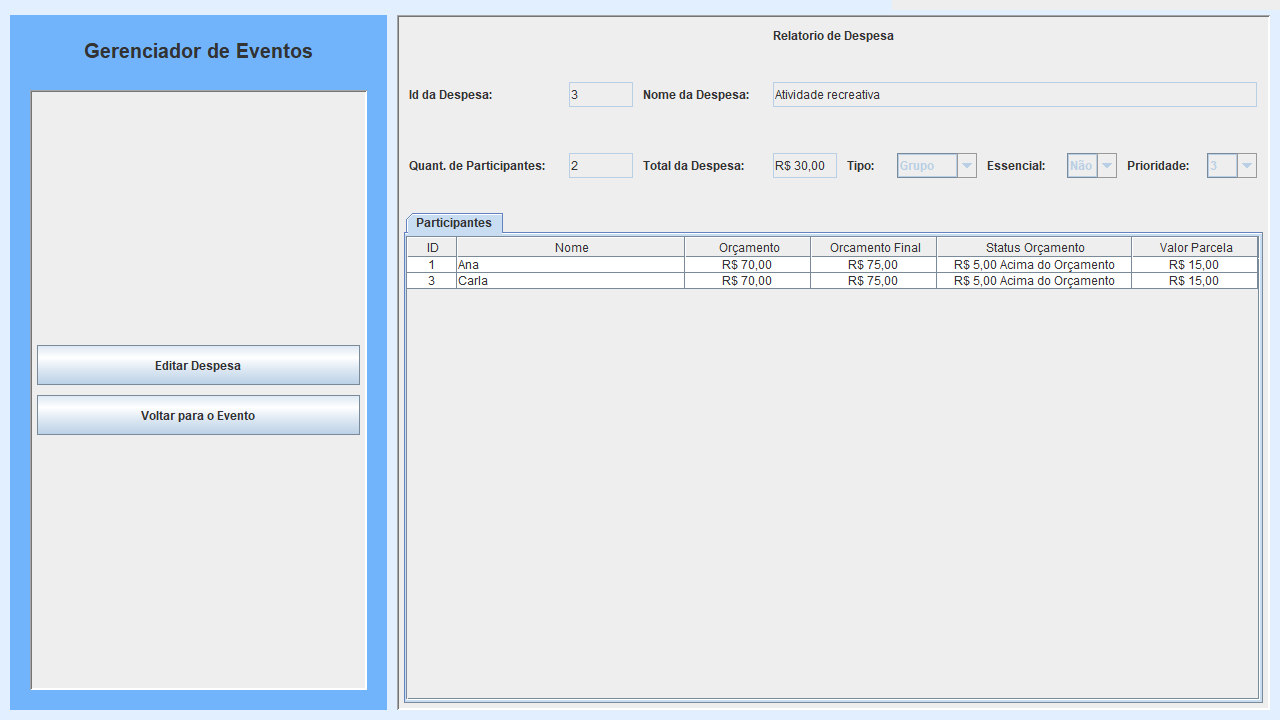 Gerenciador de Eventos
Editar Despesa
Voltar para o Evento
Relatorio de Despesa
Id da Despesa: 3 Nome da Despesa: Atividade recreativa
Quant. de Participantes: 2 Total da Despesa: R$ 30,00 Tipo: Grupo Essencial: Não Prioridade: 3
Participantes
ID Nome Orçamento Orcamento Final Status Orçamento Valor Parcela
1 Ana R$ 70,00 R$ 75,00 R$ 5,00 Acima do Orçamento R$ 15,00
3 Carla R$ 70,00 R$ 75,00 R$ 5,00 Acima do Orçamento R$ 15,00